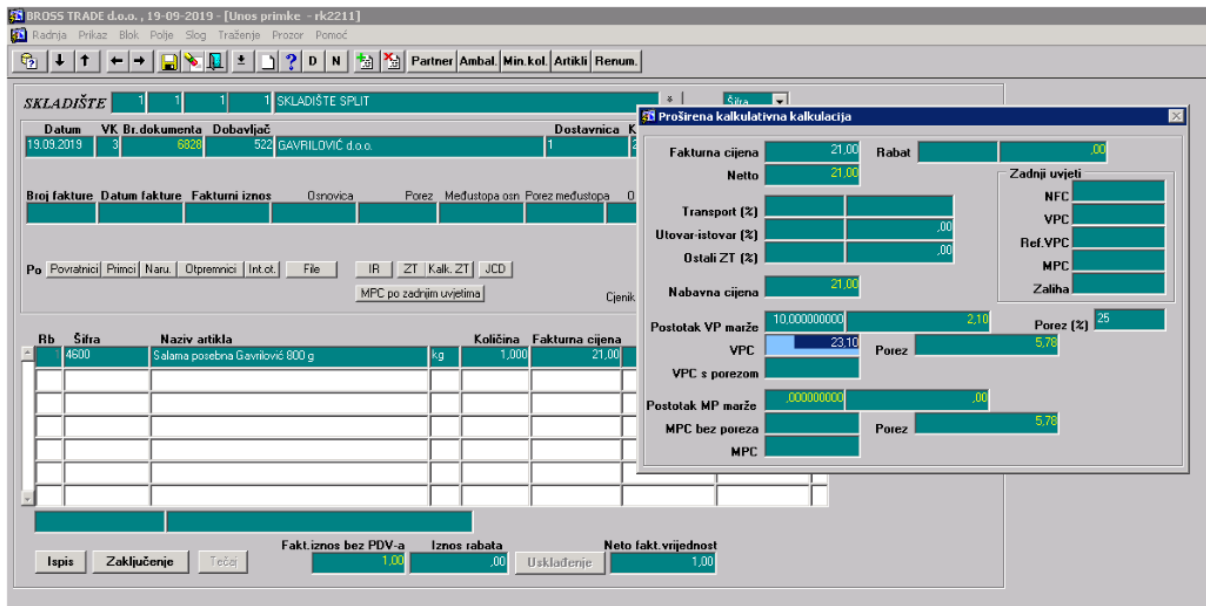 BROSS TRADE d.o.o. , 19-09-2019 - [Unos primke - rk2211]
Radnja Prikaz Blok Polje Slog Traženje Prozor Pomoć
D N Partner Ambal. Min.kol. Artikli Renum.
SKLADIŠTE 1 1 1 1 SKLADIŠTE SPLIT Šifra
Datum VK Br.dokumenta Dobavljač Dostavnica K
19.09.2019 3 6828 522 GAVRILOVIĆ d.o.o. 1 2
Broj fakture Datum fakture Fakturni iznos Osnovica Porez Međustopa osn Porez međustopa O
Po Povratnici Primci Naru. Otpremnici Int.ot. File IR ZT Kalk. ZT JCD
MPC po zadnjim uvjetima Cjenik
Rb Šifra Naziv artikla Količina Fakturna cijena
4600 Salama posebna Gavrilović 800 g kg 1,000 21,00
Fakt.iznos bez PDV-a Iznos rabata Neto fakt.vrijednost
Ispis Zaključenje Tečaj 1,00 ,00 Usklađenje 1,00
Proširena kalkulativna kalkulacija
Fakturna cijena 21,00 Rabat ,00
Netto 21,00
Zadnji uvjeti
NFC
VPC
Ref.VPC
MPC
Zaliha
Transport (%)
Utovar-istovar (%) ,00
Ostali ZT (%) ,00
Nabavna cijena 21,00
Postotak VP marže 10,000000000 2,10 Porez (%) 25
VPC 23,10 Porez 5,78
VPC s porezom
Postotak MP marže ,000000000 ,00
MPC bez poreza Porez 5,78
MPC